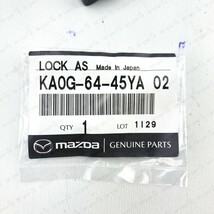 LOCK AS Made in Japan
KA0G-64-45YA 02
QTY 1 LOT 1129
mazda GENUINE PARTS